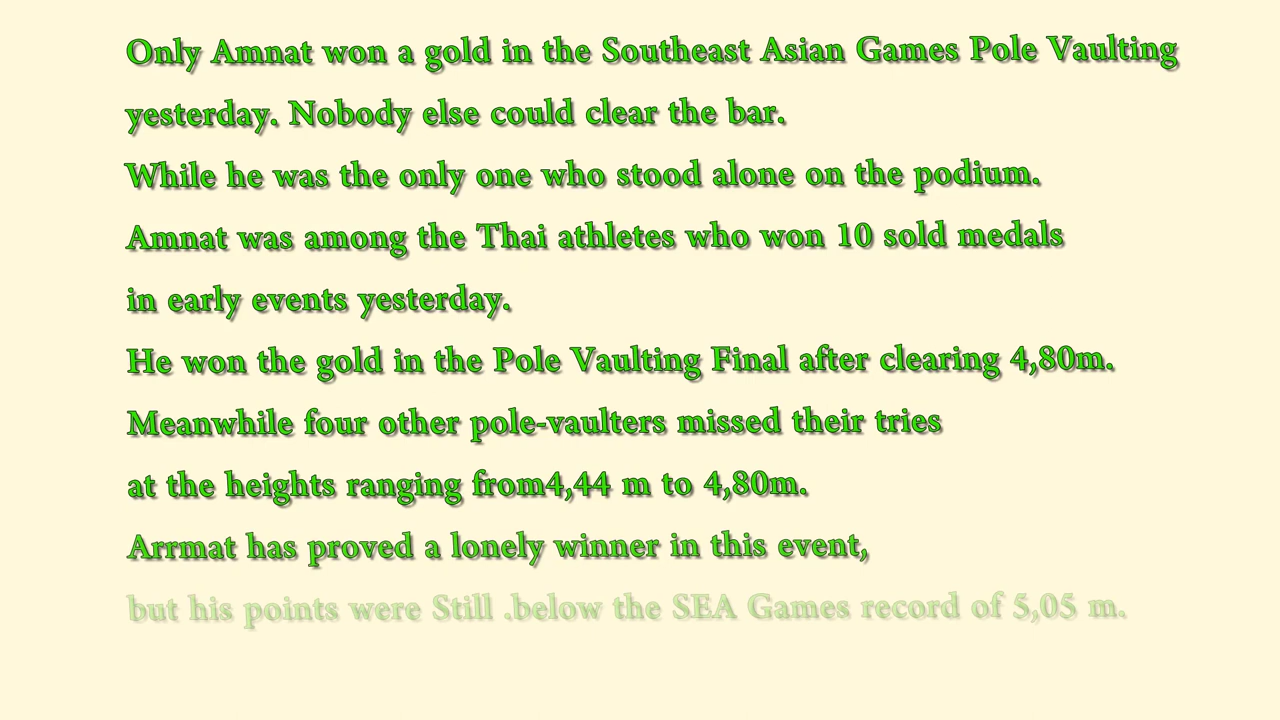 Only Amnat won a gold in the Southeast Asian Games Pole Vaulting
yesterday. Nobody else could clear the bar.
While he was the only one who stood alone on the podium.
Amnat was among the Thai athletes who won 10 sold medals
in early events yesterday.
He won the gold in the Pole Vaulting Final after clearing 4,80m.
Meanwhile four other pole-vaulters missed their tries
at the heights ranging from4,44 m to 4,80m.
Arrmat has proved a lonely winner in this event,
but his points were Still .below the SEA Games record of 5,05 m.